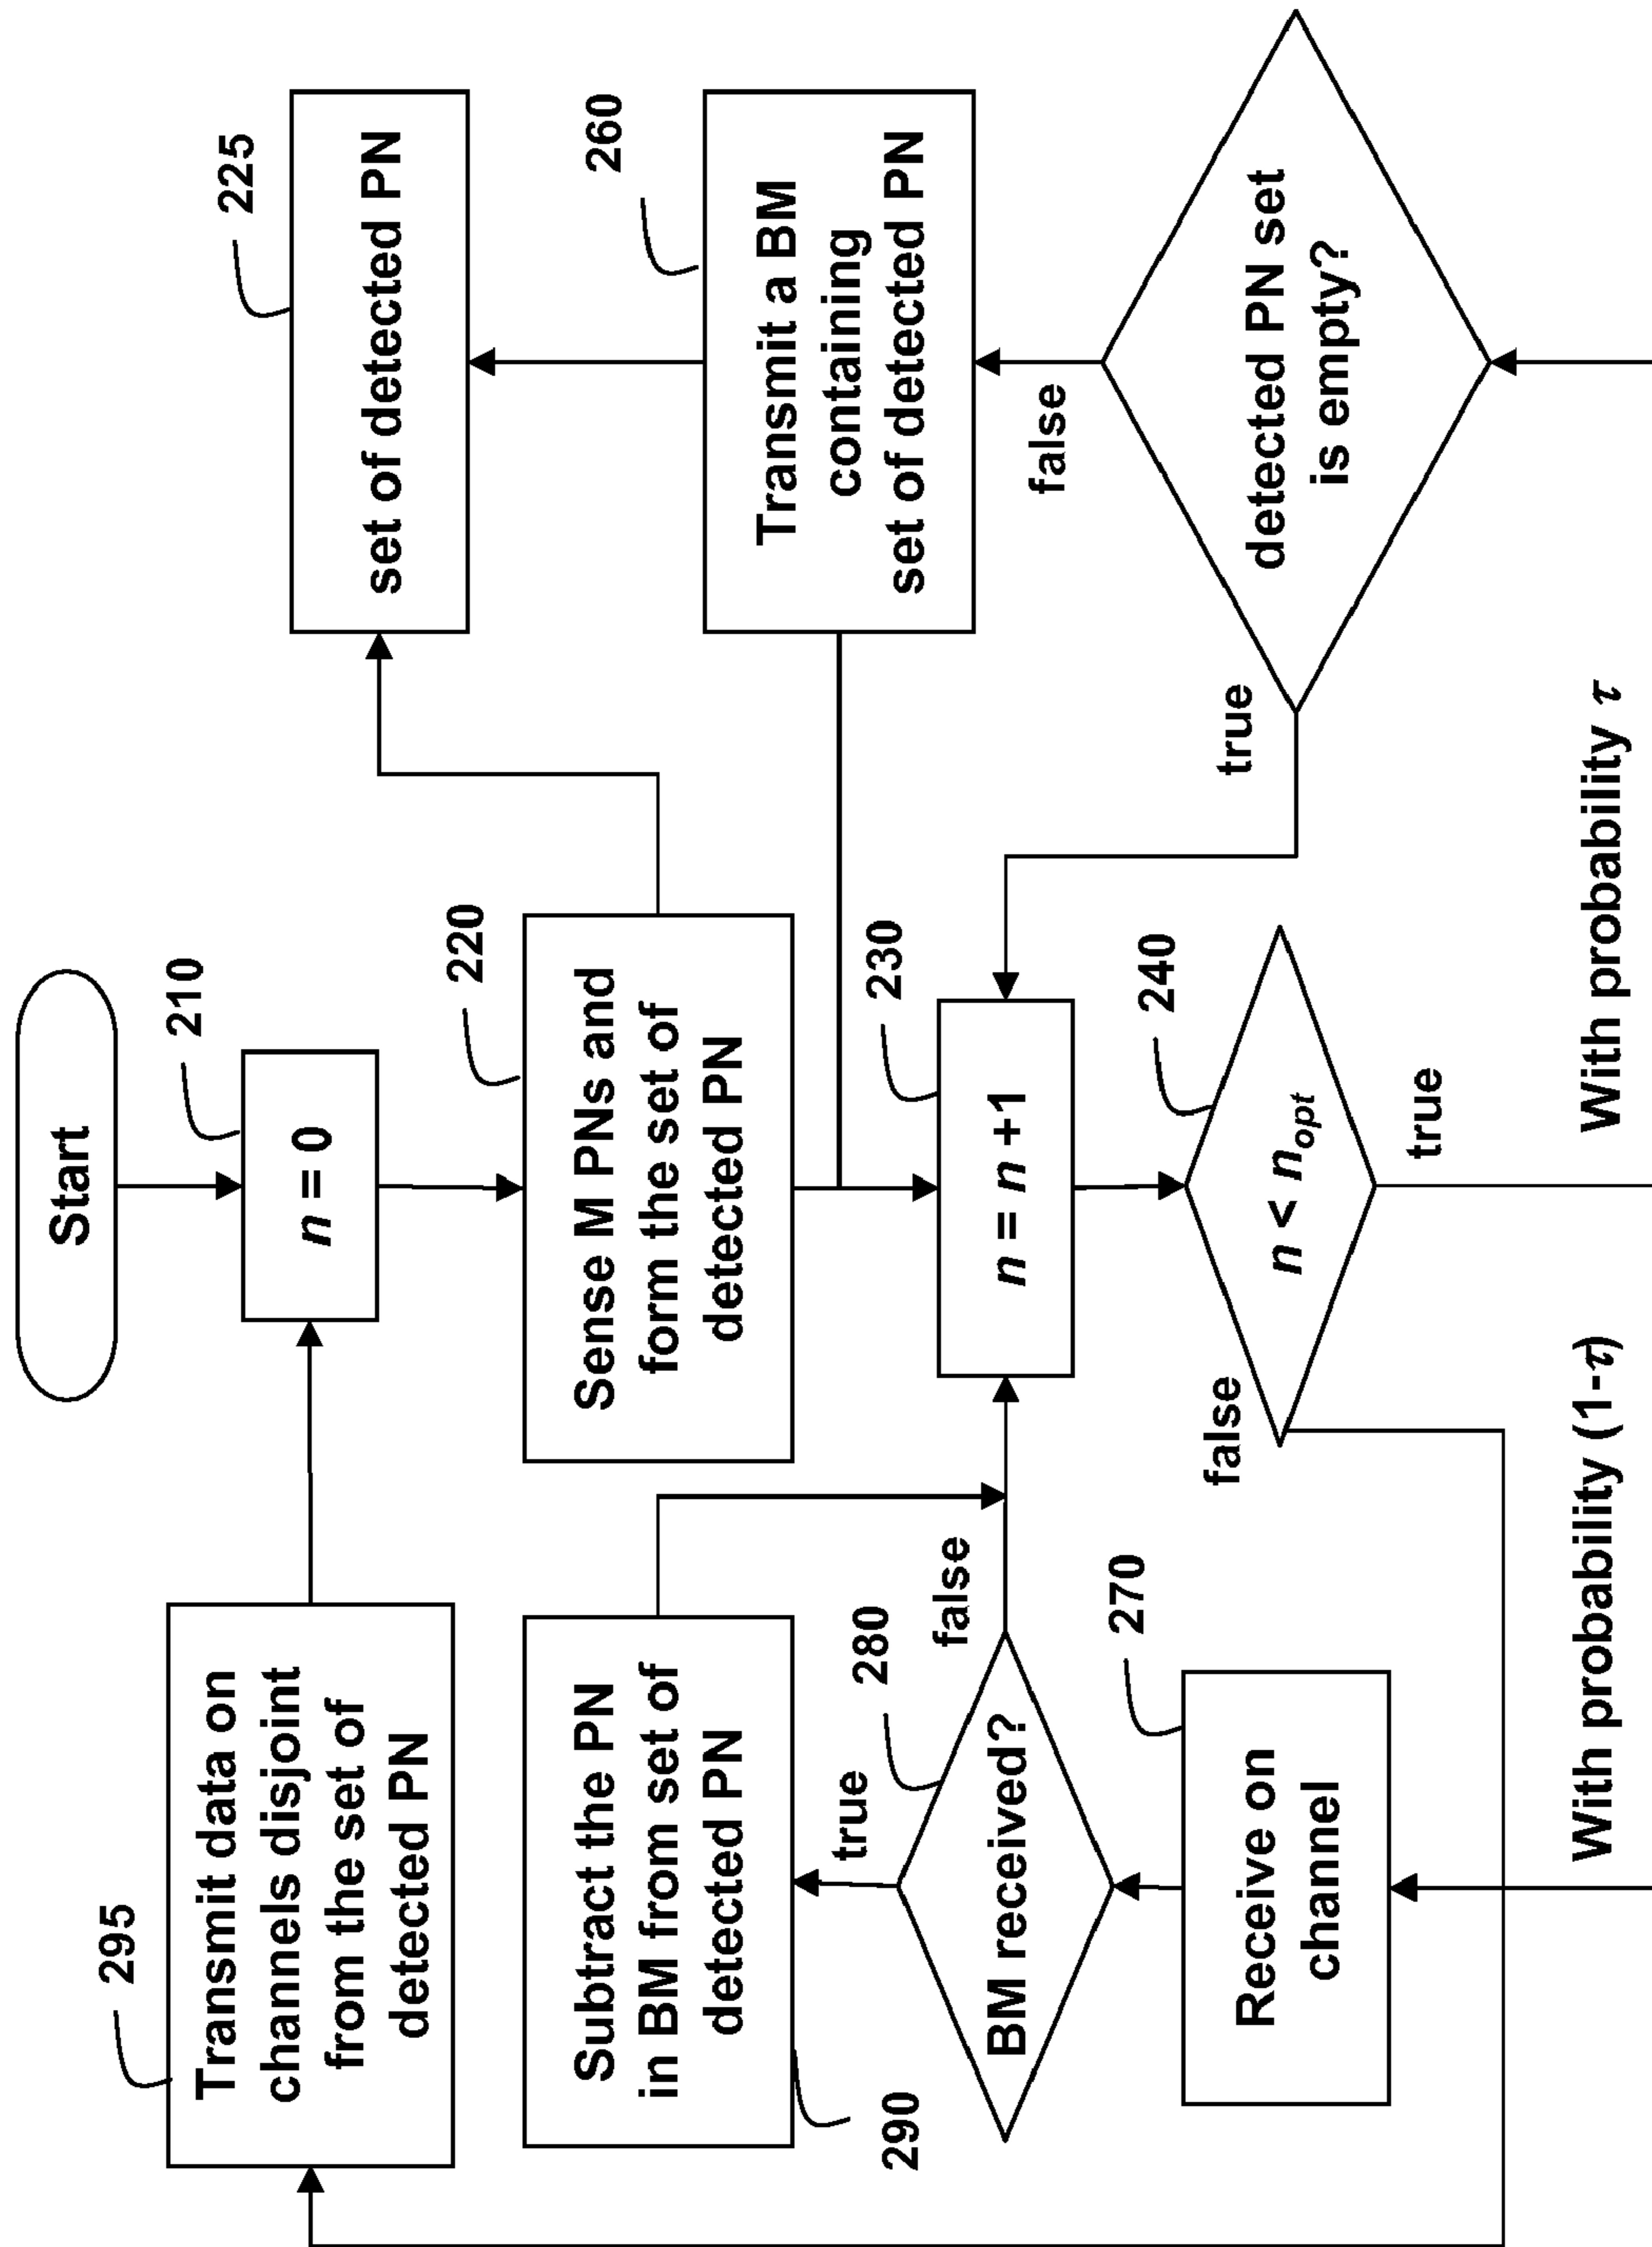 Start
210
n = 0
295
Transmit data on
channels disjoint
from the set of
detected PN
220
Sense M PNs and
form the set of
detected PN
225
set of detected PN
290
Subtract the PN
in BM from set of
detected PN
260
Transmit a BM
containing
set of detected PN
230
n = n +1
280
BM received?
true
false
240
n < nopt
false
true
270
Receive on
channel
detected PN set
is empty?
false
true
With probability (1-τ)
With probability τ